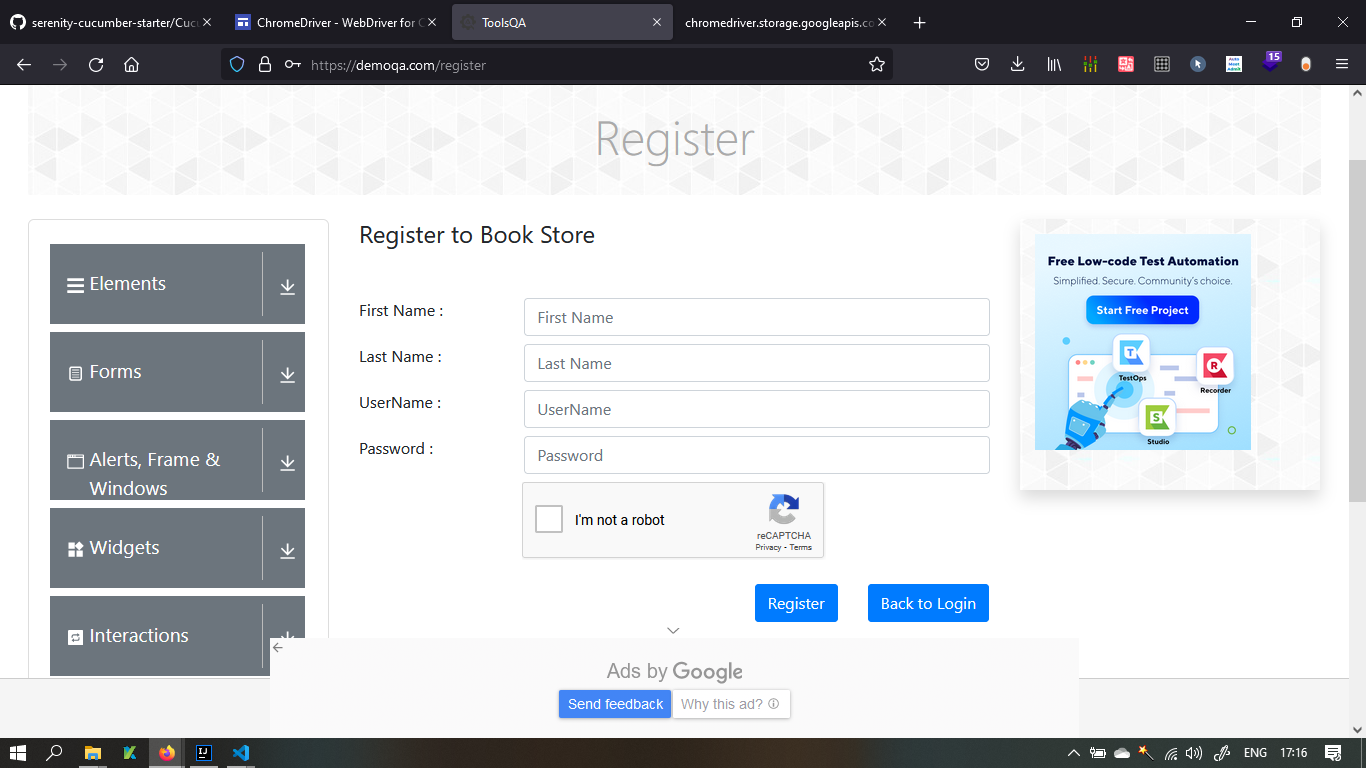 serenity-cucumber-starter/Cucu
ChromeDriver - WebDriver for C
ToolsQA
chromedriver.storage.googleapis.co
https://demoqa.com/register
15
Register
Elements
Forms
Alerts, Frame &
Windows
Widgets
Interactions
Register to Book Store
First Name :
First Name
Last Name :
Last Name
UserName :
UserName
Password :
Password
I'm not a robot
reCAPTCHA
Privacy - Terms
Register
Back to Login
Free Low-code Test Automation
Simplified. Secure. Community's choice.
Start Free Project
TestOps
Recorder
Studio
Ads by Google
Send feedback
Why this ad?
ENG
17:16